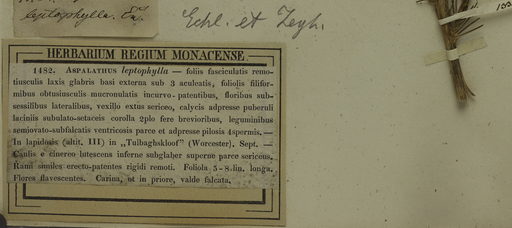 leptophylla. E.
Eckl. et Zeyh.
HERBARIUM REGIUM MONACENSE.
1482. ASPALATHUS leptophylla — foliis fasciculatis remo-
tiusculis laxis glabris basi externa sub 3 aculeatis, foliolis filifor-
mibus obtusiusculis mucronulatis incurvo-patentibus, floribus sub-
sessilibus lateralibus, vexillo extus sericeo, calycis adpresse puberuli
laciniis subulato-setaceis corolla 2plo fere brevioribus, leguminibus
semiovato-subfalcatis ventricosis parce et adpresse pilosis 4spermis.—
In lapidosis (altit. III) in „Tulbaghskloof” (Worcester). Sept. —
Caulis e cinereo lutescens inferne subglaber superne parce sericeus.
Rami similes erecto-patentes rigidi remoti. Foliola 5-8 lin. longa.
Flores flavescentes. Carina, ut in priore, valde falcata.